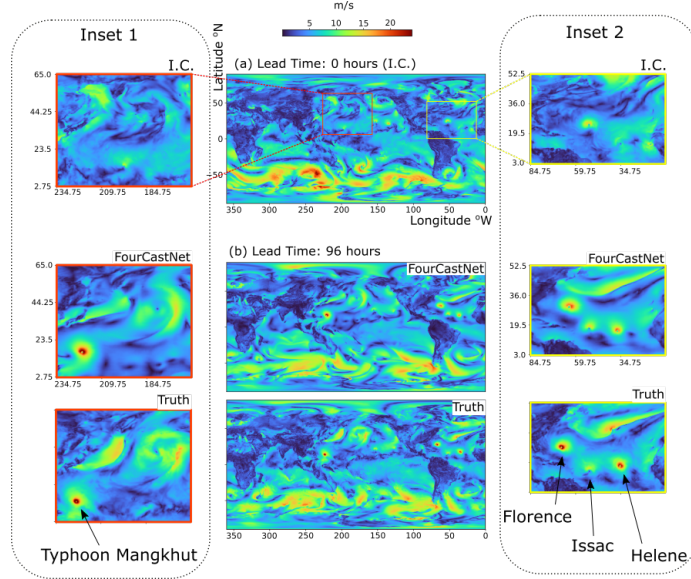 m/s
5 10 15 20
Inset 1
Inset 2
I.C.
(a) Lead Time: 0 hours (I.C.)
I.C.
Latitude °N
65.0
44.25
23.5
2.75
234.75 209.75 184.75
50
0
−50
350 300 250 200 150 100 50 0
Longitude °W
52.5
36.0
19.5
3.0
84.75 59.75 34.75
(b) Lead Time: 96 hours
FourCastNet
65.0
44.25
23.5
2.75
234.75 209.75 184.75
FourCastNet
FourCastNet
52.5
36.0
19.5
3.0
84.75 59.75 34.75
Truth
Truth
Truth
350 300 250 200 150 100 50 0
Typhoon Mangkhut
Florence
Issac
Helene